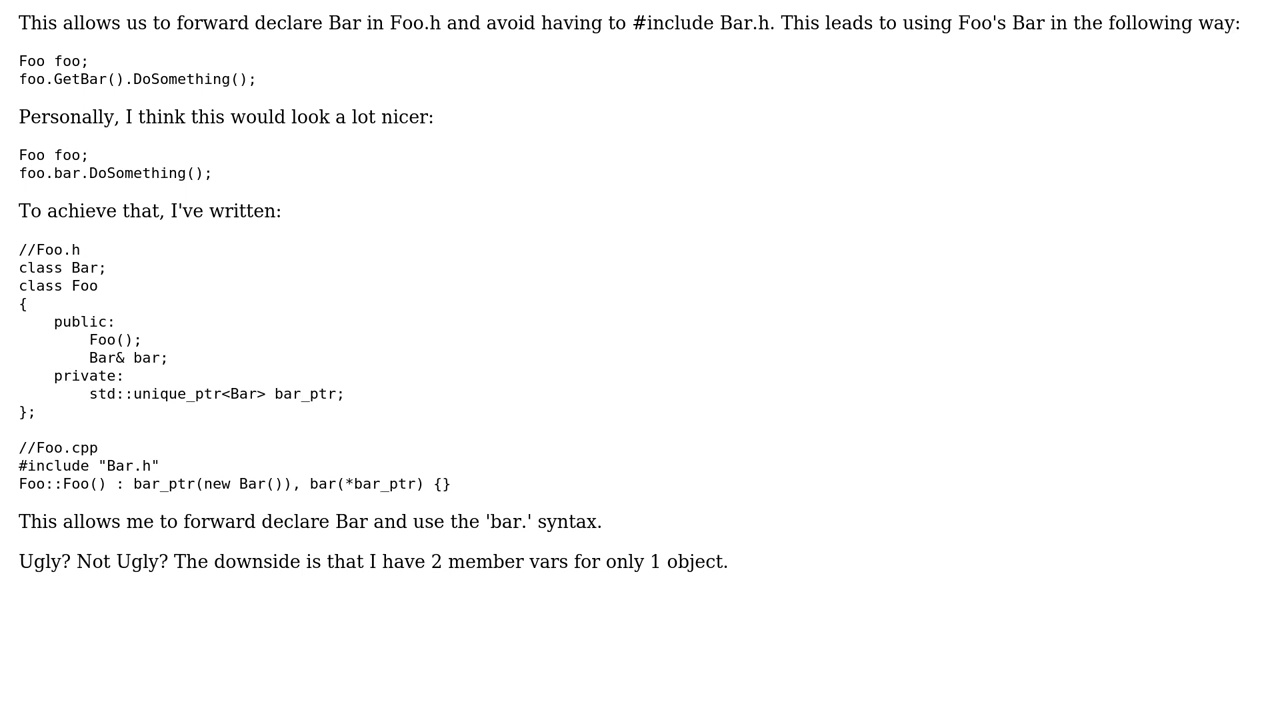 This allows us to forward declare Bar in Foo.h and avoid having to #include Bar.h. This leads to using Foo's Bar in the following way:
Foo foo;
foo.GetBar().DoSomething();
Personally, I think this would look a lot nicer:
Foo foo;
foo.bar.DoSomething();
To achieve that, I've written:
//Foo.h
class Bar;
class Foo
{
    public:
        Foo();
        Bar& bar;
    private:
        std::unique_ptr<Bar> bar_ptr;
};
//Foo.cpp
#include "Bar.h"
Foo::Foo() : bar_ptr(new Bar()), bar(*bar_ptr) {}
This allows me to forward declare Bar and use the 'bar.' syntax.
Ugly? Not Ugly? The downside is that I have 2 member vars for only 1 object.